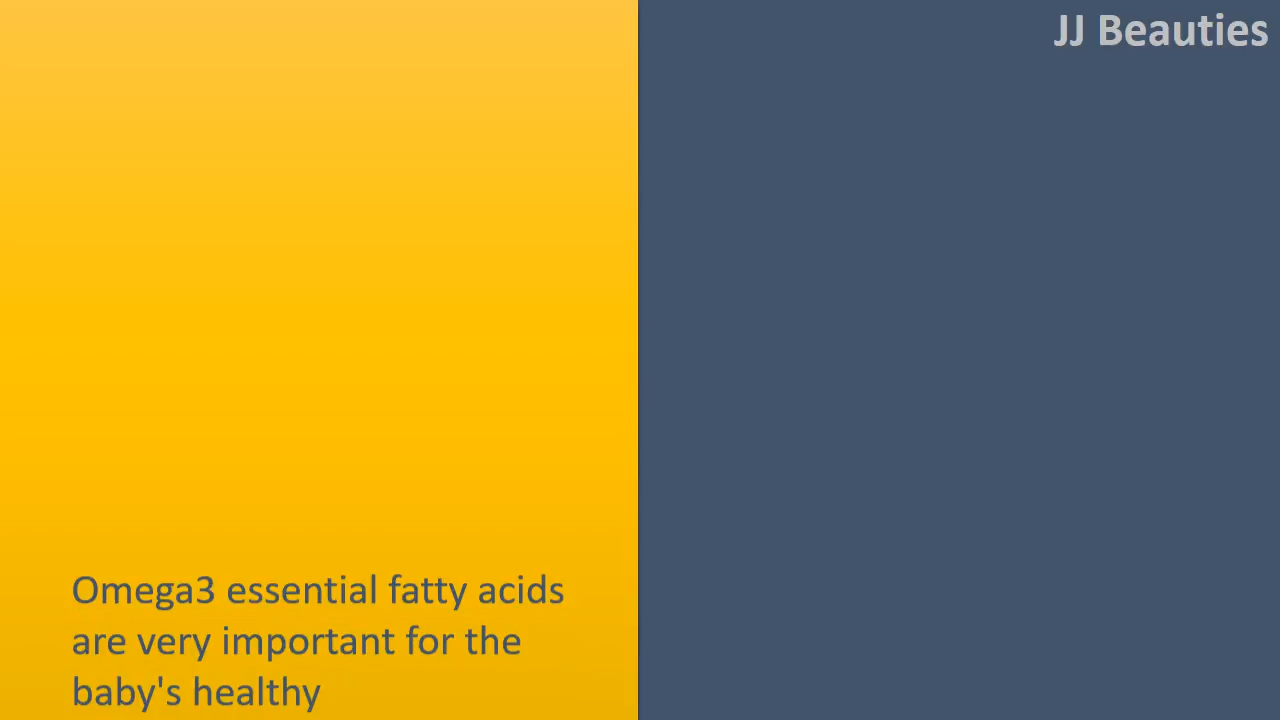 JJ Beauties
Omega3 essential fatty acids
are very important for the
baby's healthy